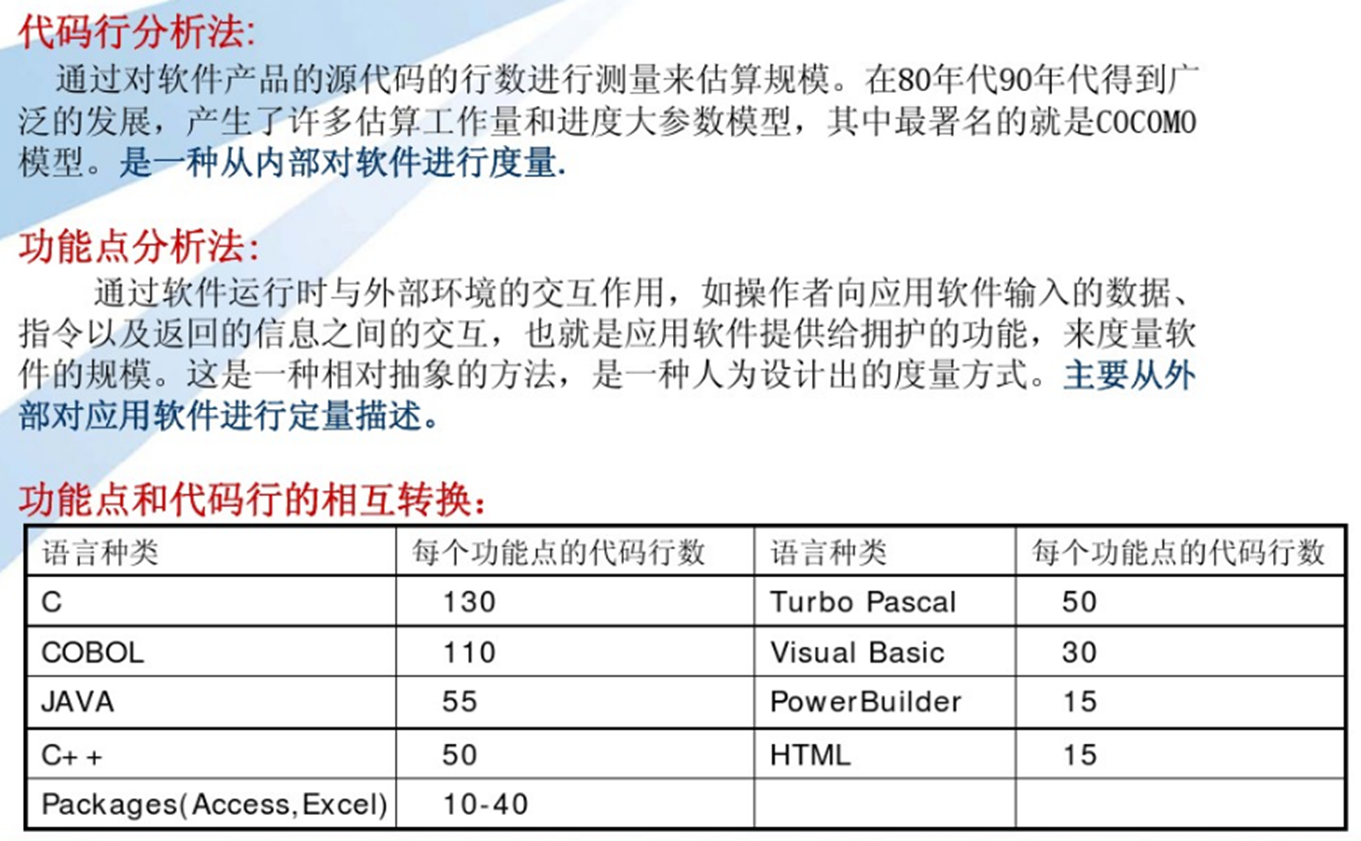 代码行分析法:
通过对软件产品的源代码的行数进行测量来估算规模。在80年代90年代得到广
泛的发展，产生了许多估算工作量和进度大参数模型，其中最署名的就是COCOMO
模型。是一种从内部对软件进行度量.
功能点分析法:
通过软件运行时与外部环境的交互作用，如操作者向应用软件输入的数据、
指令以及返回的信息之间的交互，也就是应用软件提供给拥护的功能，来度量软
件的规模。这是一种相对抽象的方法，是一种人为设计出的度量方式。主要从外
部对应用软件进行定量描述。
功能点和代码行的相互转换：
语言种类 每个功能点的代码行数 语言种类 每个功能点的代码行数
C 130 Turbo Pascal 50
COBOL 110 Visual Basic 30
JAVA 55 PowerBuilder 15
C++ 50 HTML 15
Packages(Access,Excel) 10-40